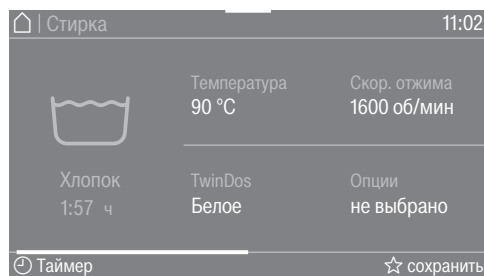 | Стирка
11:02
Температура
90 °C
Скор. отжима
1600 об/мин
Хлопок
1:57 ч
TwinDos
Белое
Опции
не выбрано
Таймер
сохранить